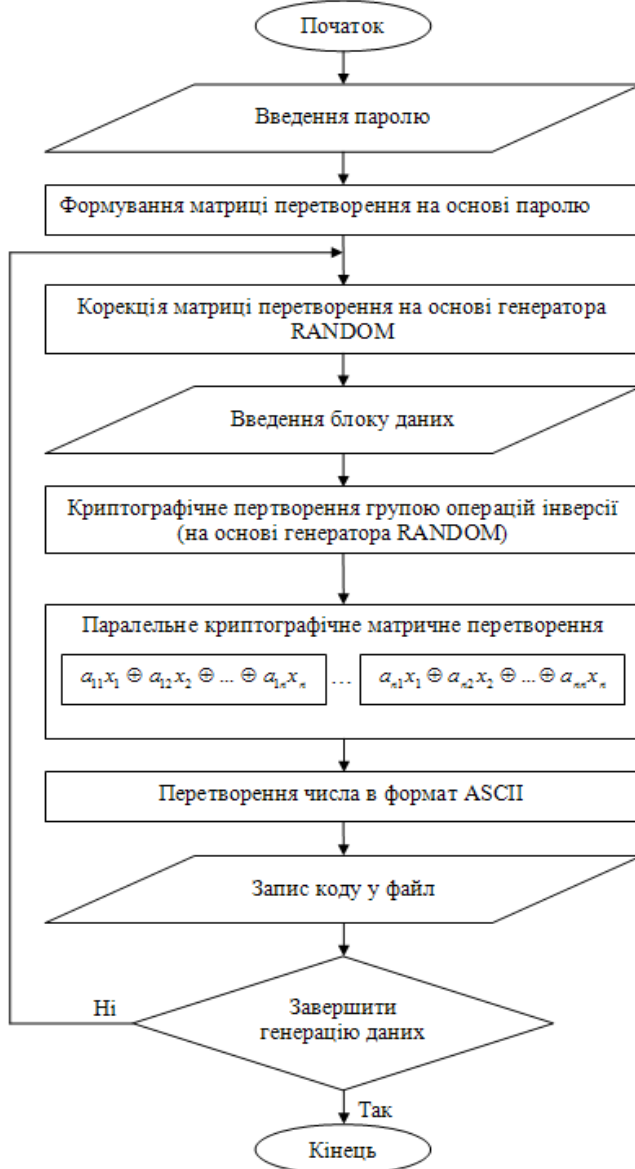 Початок
Введення паролю
Формування матриці перетворення на основі паролю
Корекція матриці перетворення на основі генератора
RANDOM
Введення блоку даних
Криптографічне пертворення групою операцій інверсії
(на основі генератора RANDOM)
Паралельне криптографічне матричне перетворення
a₁₁x₁ ⊕ a₁₂x₂ ⊕ ... ⊕ a₁ₙxₙ ... aₙ₁x₁ ⊕ aₙ₂x₂ ⊕ ... ⊕ aₙₙxₙ
Перетворення числа в формат ASCII
Запис коду у файл
Ні
Завершити
генерацію даних
Так
Кінець